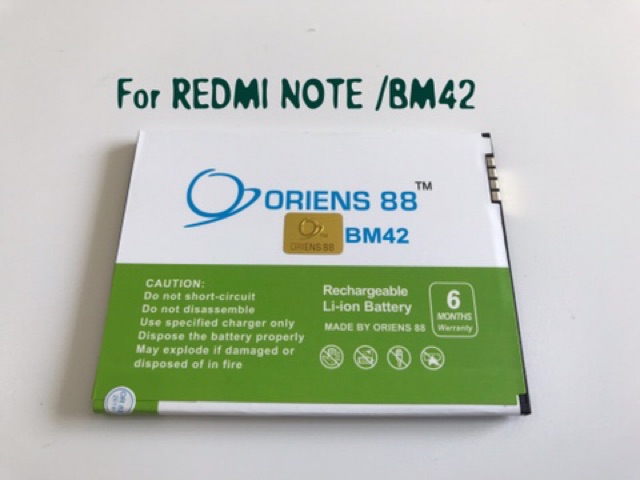 For REDMI NOTE /BM42
ORIENS 88™
ORIENS 88
BM42
CAUTION:
Do not short-circuit
Do not disassemble
Use specified charger only
Dispose the battery properly
May explode if damaged or
disposed of in fire
Rechargeable
Li-ion Battery
MADE BY ORIENS 88
6
MONTHS
Warranty